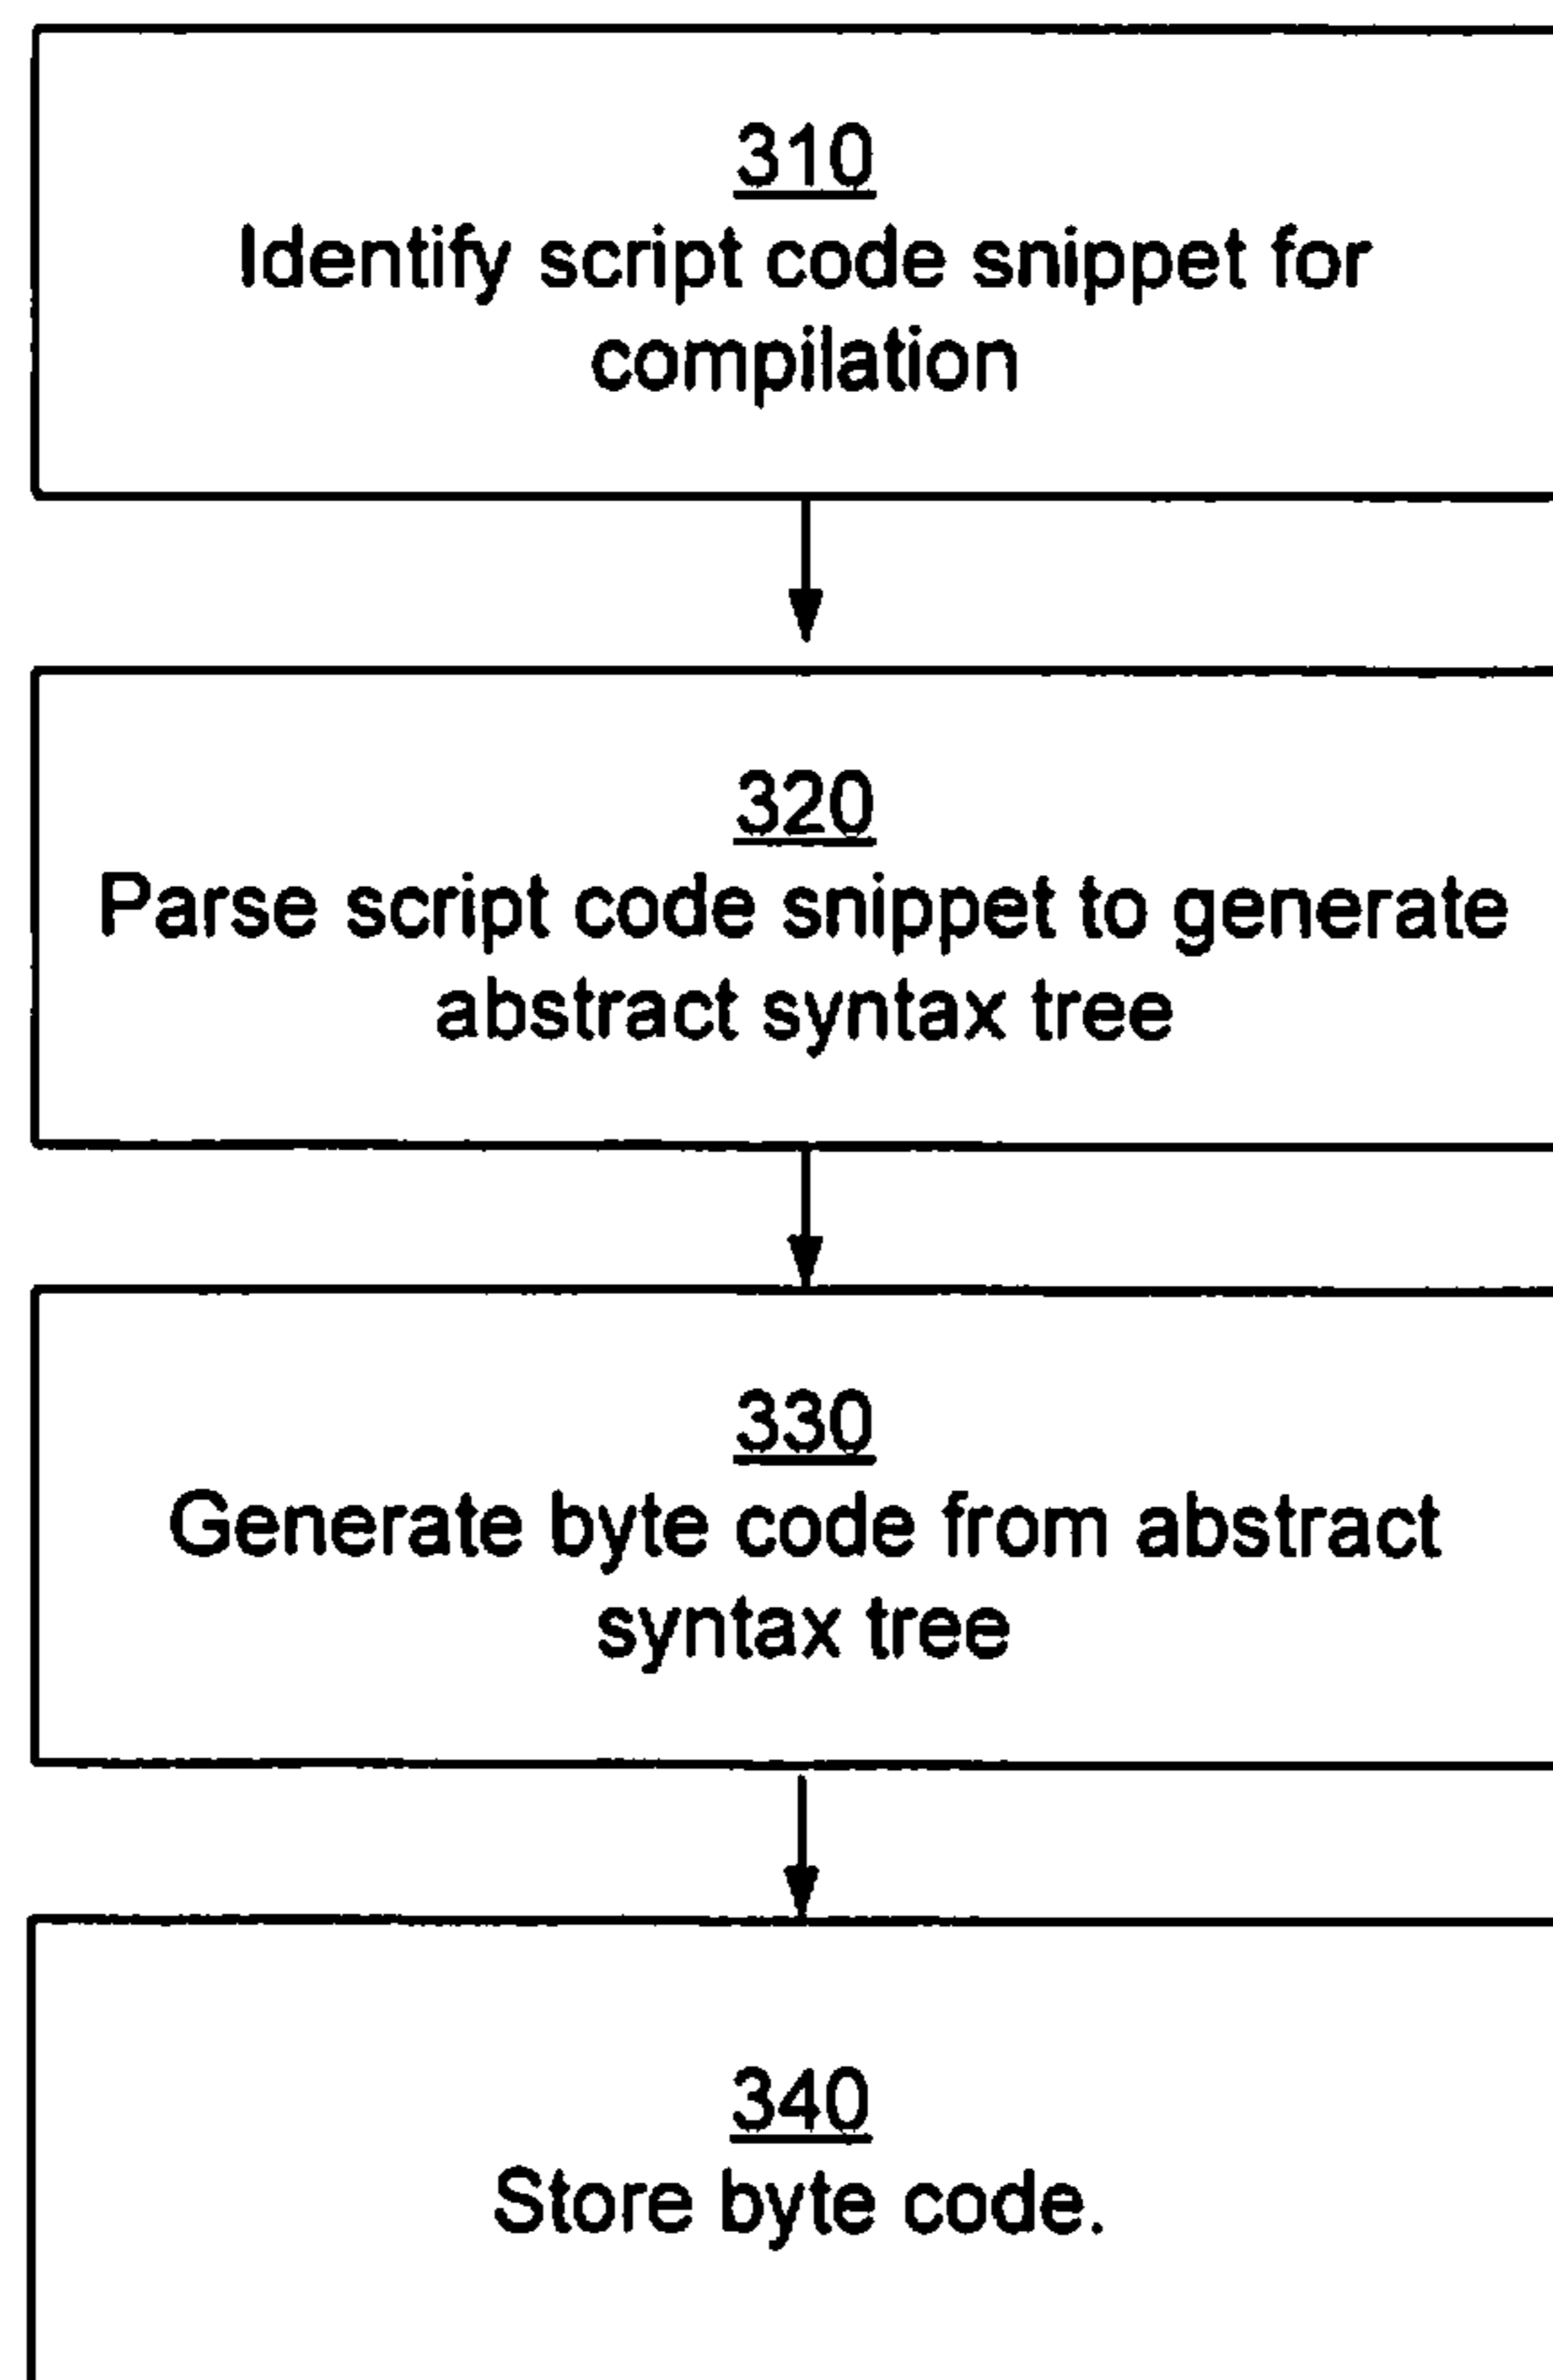 310
Identify script code snippet for
compilation
320
Parse script code snippet to generate
abstract syntax tree
330
Generate byte code from abstract
syntax tree
340
Store byte code.